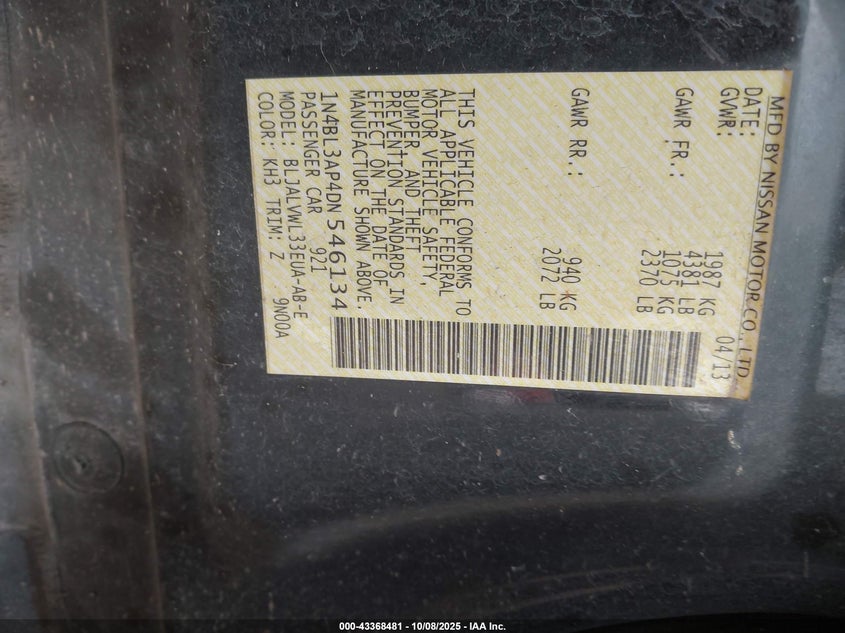 MFD BY NISSAN MOTOR CO., LTD
DATE: 04/13
GVWR: 1987 KG
4381 LB
GAWR FR.: 1075 KG
2370 LB
GAWR RR.: 940 KG
2072 LB
THIS VEHICLE CONFORMS TO
ALL APPLICABLE FEDERAL
MOTOR VEHICLE SAFETY,
BUMPER, AND THEFT
PREVENTION STANDARDS IN
EFFECT ON THE DATE OF
MANUFACTURE SHOWN ABOVE.
1N4BL3AP4DN546134
PASSENGER CAR 921
MODEL: BLJALVWL33EUA-AB-E
COLOR: KH3 TRIM: Z 9N00A
000-43368481 - 10/08/2025 - IAA Inc.